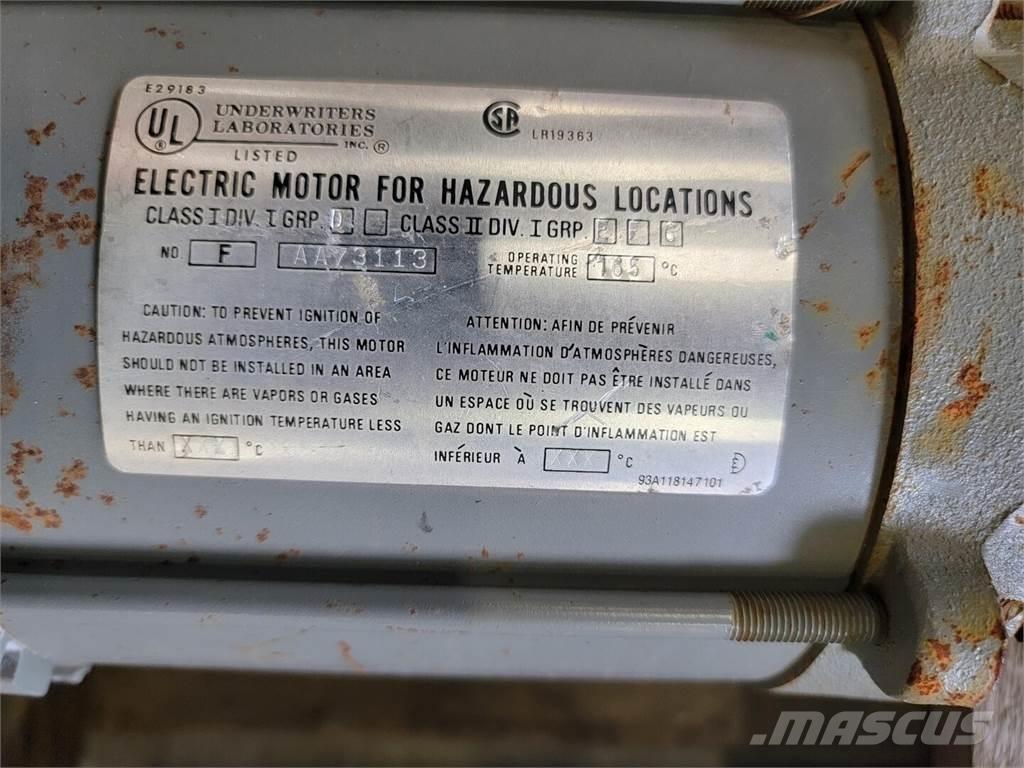 E29183
UL ® UNDERWRITERS LABORATORIES INC.®
LISTED
SA LR19363
ELECTRIC MOTOR FOR HAZARDOUS LOCATIONS
CLASS I DIV. I GRP. D CLASS II DIV. I GRP. E F G
NO. F AA73113 OPERATING TEMPERATURE 165 °C
CAUTION: TO PREVENT IGNITION OF
HAZARDOUS ATMOSPHERES, THIS MOTOR
SHOULD NOT BE INSTALLED IN AN AREA
WHERE THERE ARE VAPORS OR GASES
HAVING AN IGNITION TEMPERATURE LESS
THAN XXX °C
ATTENTION: AFIN DE PRÉVENIR
L'INFLAMMATION D'ATMOSPHÈRES DANGEREUSES,
CE MOTEUR NE DOIT PAS ÊTRE INSTALLÉ DANS
UN ESPACE OÙ SE TROUVENT DES VAPEURS OU
GAZ DONT LE POINT D'INFLAMMATION EST
INFÉRIEUR À XXX °C
93A118147101
MASCUS